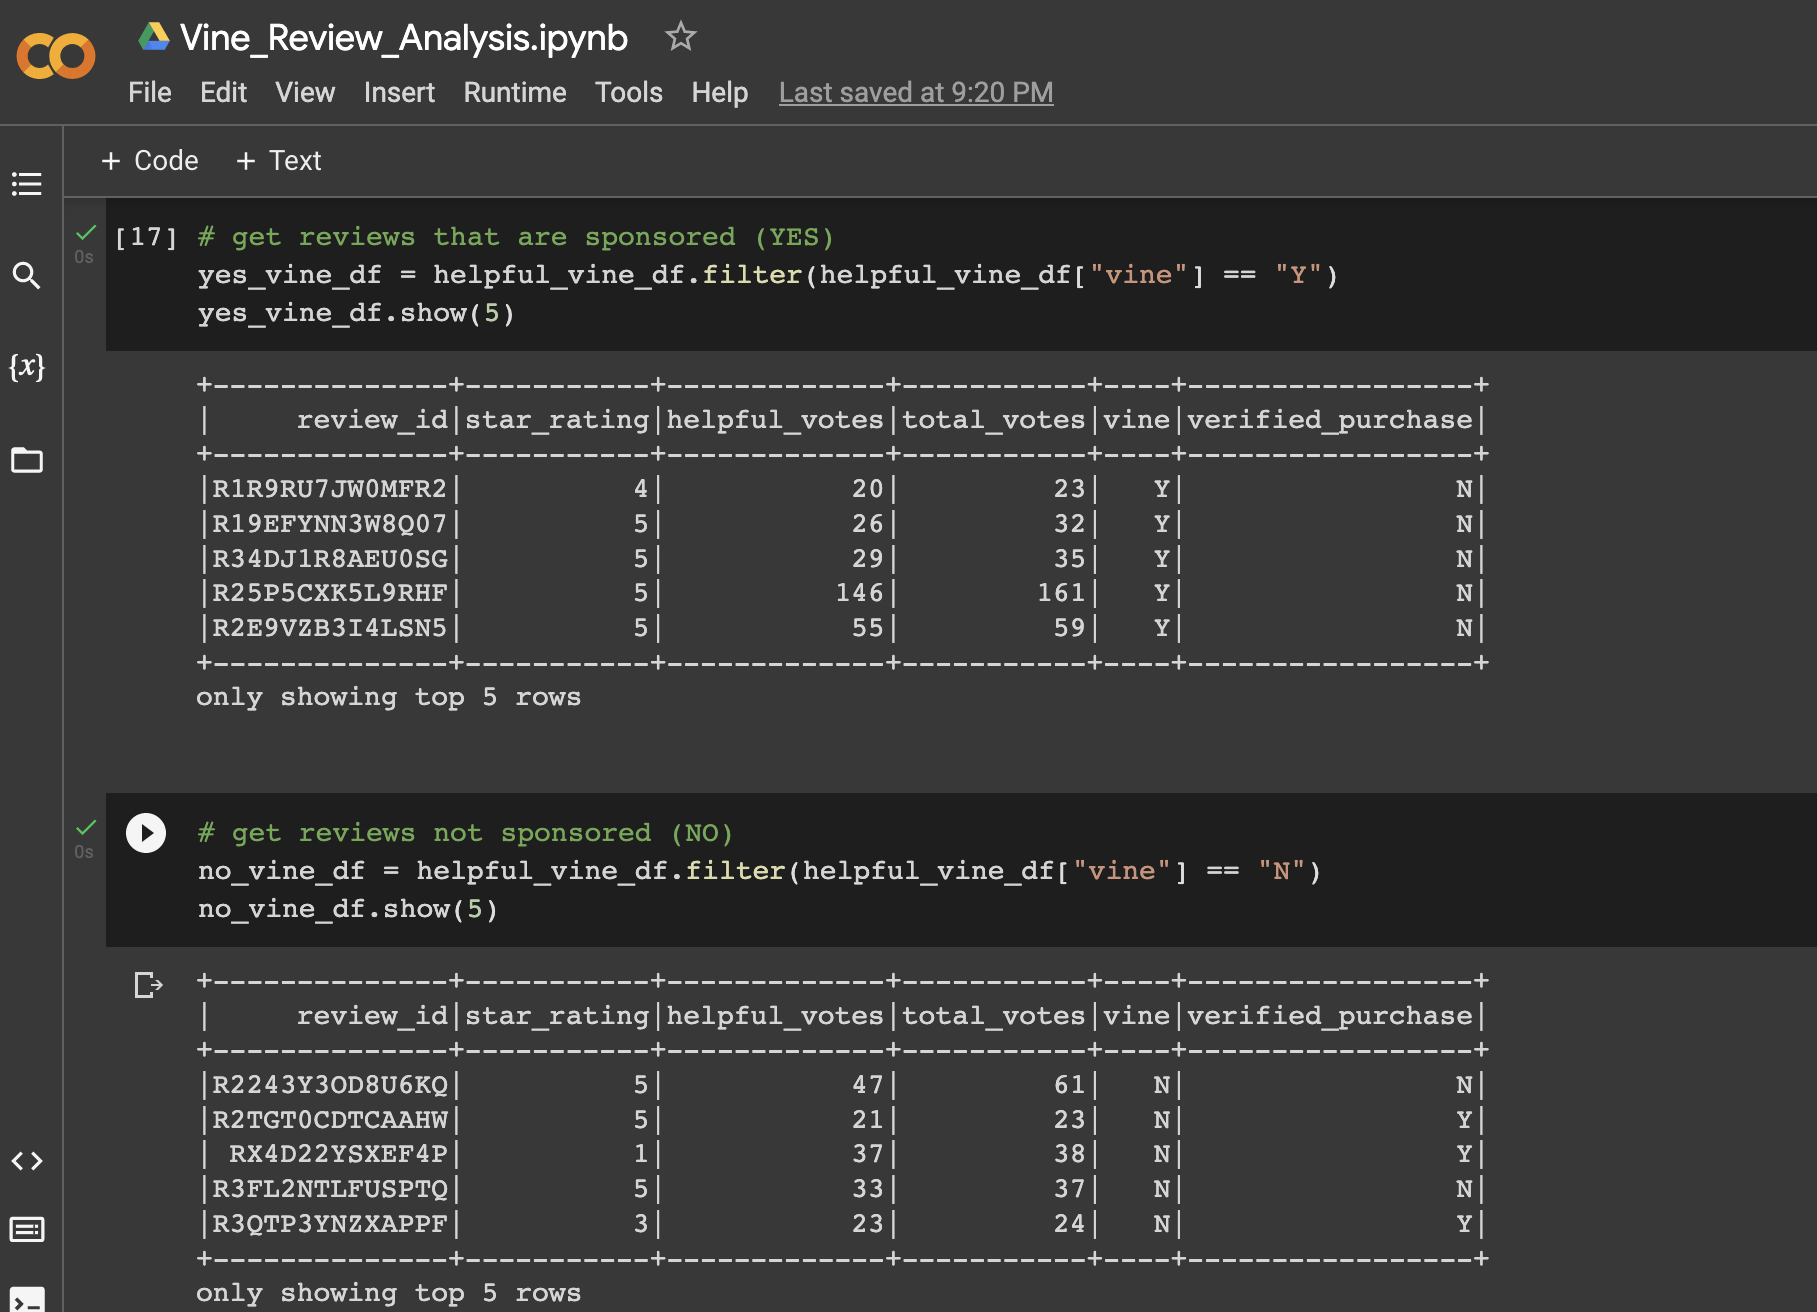 Vine_Review_Analysis.ipynb
File Edit View Insert Runtime Tools Help Last saved at 9:20 PM
+ Code + Text
[17] # get reviews that are sponsored (YES)
0s
yes_vine_df = helpful_vine_df.filter(helpful_vine_df["vine"] == "Y")
yes_vine_df.show(5)
{x}
+--------------+-----------+-------------+-----------+----+-----------------+
|     review_id|star_rating|helpful_votes|total_votes|vine|verified_purchase|
+--------------+-----------+-------------+-----------+----+-----------------+
|R1R9RU7JW0MFR2|          4|           20|         23|   Y|                N|
|R19EFYNN3W8Q07|          5|           26|         32|   Y|                N|
|R34DJ1R8AEU0SG|          5|           29|         35|   Y|                N|
|R25P5CXK5L9RHF|          5|          146|        161|   Y|                N|
|R2E9VZB3I4LSN5|          5|           55|         59|   Y|                N|
+--------------+-----------+-------------+-----------+----+-----------------+
only showing top 5 rows
# get reviews not sponsored (NO)
0s
no_vine_df = helpful_vine_df.filter(helpful_vine_df["vine"] == "N")
no_vine_df.show(5)
+--------------+-----------+-------------+-----------+----+-----------------+
|     review_id|star_rating|helpful_votes|total_votes|vine|verified_purchase|
+--------------+-----------+-------------+-----------+----+-----------------+
|R2243Y3OD8U6KQ|          5|           47|         61|   N|                N|
|R2TGT0CDTCAAHW|          5|           21|         23|   N|                Y|
| RX4D22YSXEF4P|          1|           37|         38|   N|                Y|
|R3FL2NTLFUSPTQ|          5|           33|         37|   N|                N|
|R3QTP3YNZXAPPF|          3|           23|         24|   N|                Y|
+--------------+-----------+-------------+-----------+----+-----------------+
only showing top 5 rows